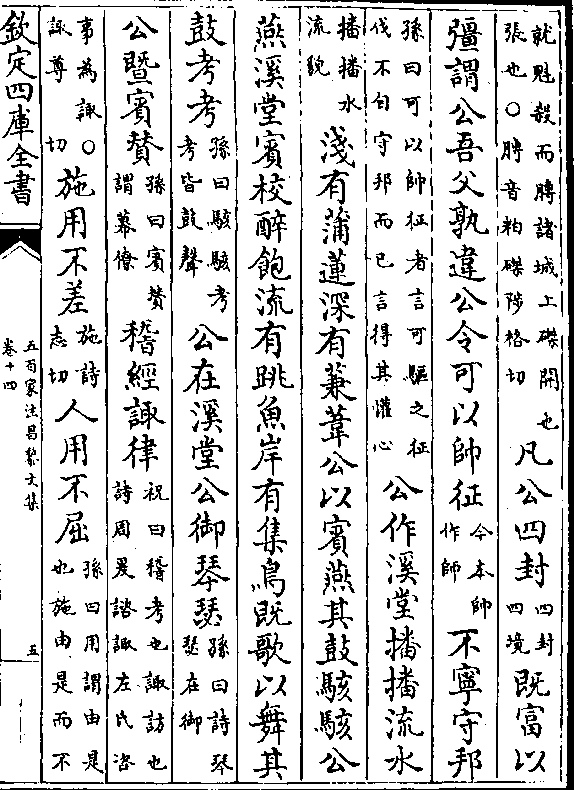 就魁殺而膊諸城上磔開也
張也○膊音粕磔陟格切
凡公四封
四封
四境
既富以
彊謂公吾父孰違公令可以帥征
今本帥
作師
不寧守邦
孫曰可以帥征者言可驅之征
伐不白守邦而已言得其懽心
公作溪堂播播流水
播播水
流貌
淺有蒲蓮深有蒹葦公以賓燕其鼓駭駭公
燕溪堂賓校醉飽流有跳魚岸有集鳥既歌以舞其
鼓考考
孫曰駭駭考
考皆鼓聲
公在溪堂公御琴瑟
孫曰詩琴
瑟在御
公暨賓贊
孫曰賓贊
謂幕僚
稽經諏律
祝曰稽考也諏訪也
詩周爰諮諏左氏咨
事為諏○
諏尊切
施用不差
施詩
志切
人用不屈
孫曰用謂由是
也施由是而不
欽定四庫全書
五百家注昌黎文集
卷十四
五